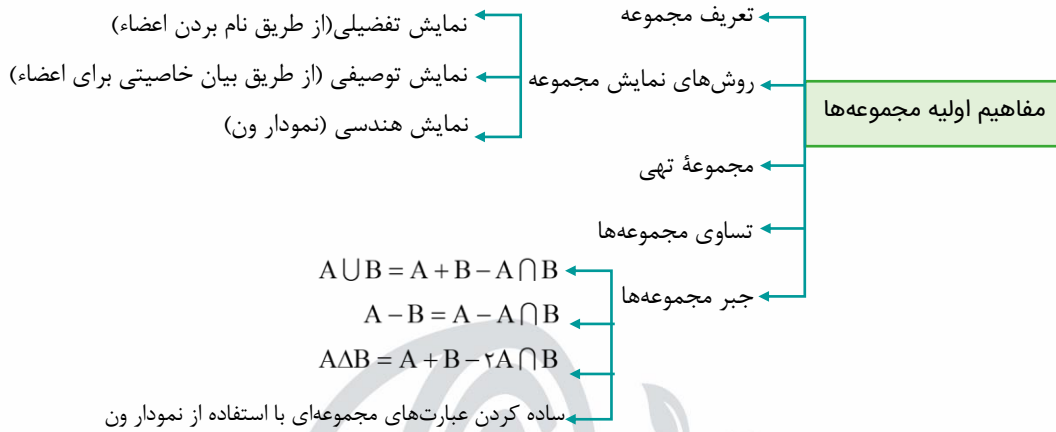 مفاهیم اولیه مجموعه‌ها
تعریف مجموعه
روش‌های نمایش مجموعه
نمایش تفضیلی(از طریق نام بردن اعضاء)
نمایش توصیفی (از طریق بیان خاصیتی برای اعضاء)
نمایش هندسی (نمودار ون)
مجموعهٔ تهی
تساوی مجموعه‌ها
جبر مجموعه‌ها
A ∪ B = A + B − A ∩ B
A − B = A − A ∩ B
AΔB = A + B − ۲A ∩ B
ساده کردن عبارت‌های مجموعه‌ای با استفاده از نمودار ون